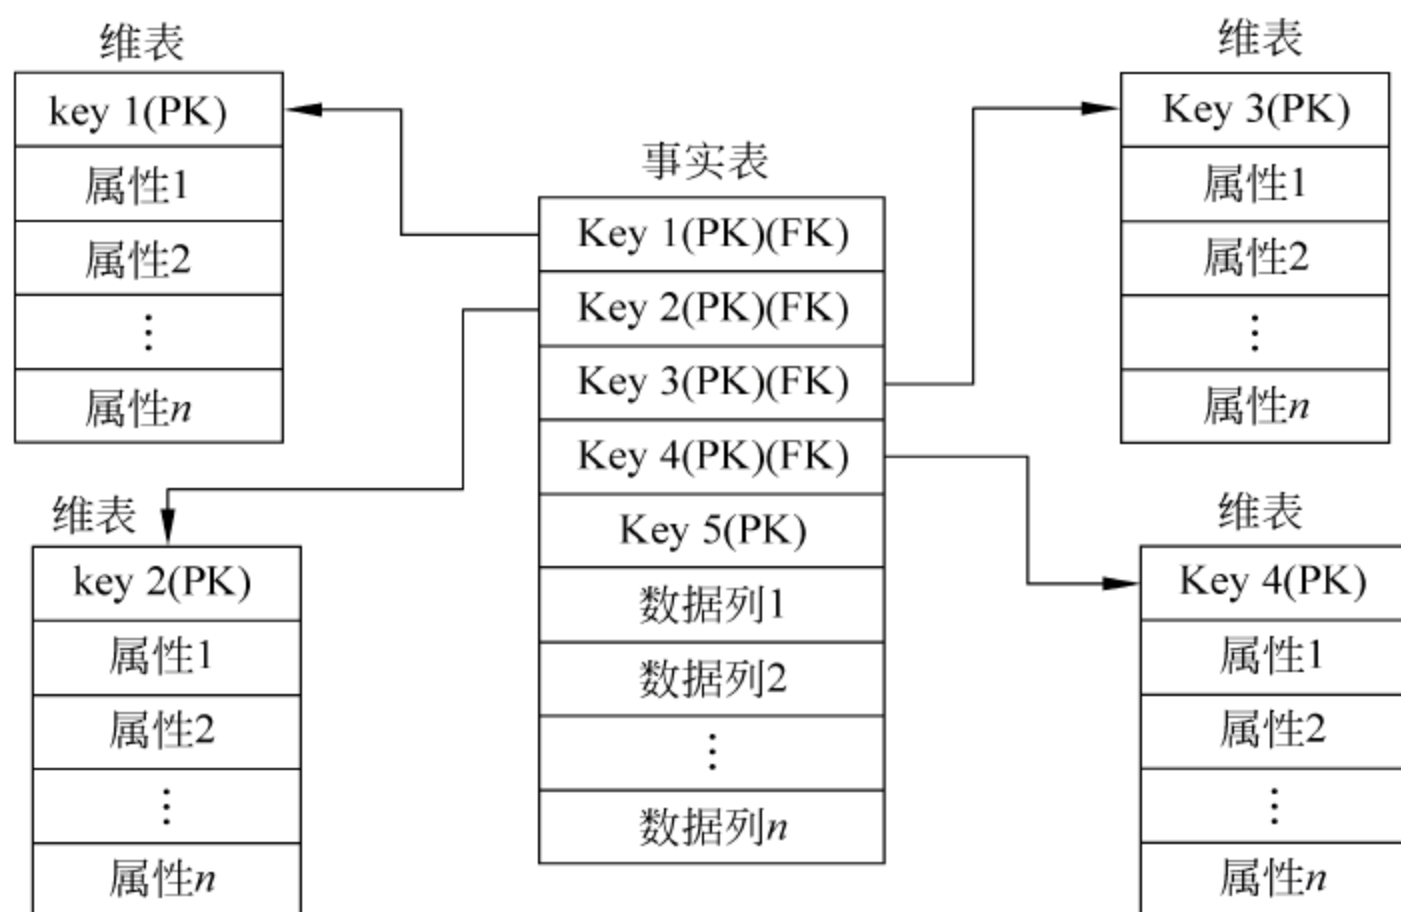 维表
key 1(PK)
属性1
属性2
⋮
属性n
维表
key 2(PK)
属性1
属性2
⋮
属性n
事实表
Key 1(PK)(FK)
Key 2(PK)(FK)
Key 3(PK)(FK)
Key 4(PK)(FK)
Key 5(PK)
数据列1
数据列2
⋮
数据列n
维表
Key 3(PK)
属性1
属性2
⋮
属性n
维表
Key 4(PK)
属性1
属性2
⋮
属性n